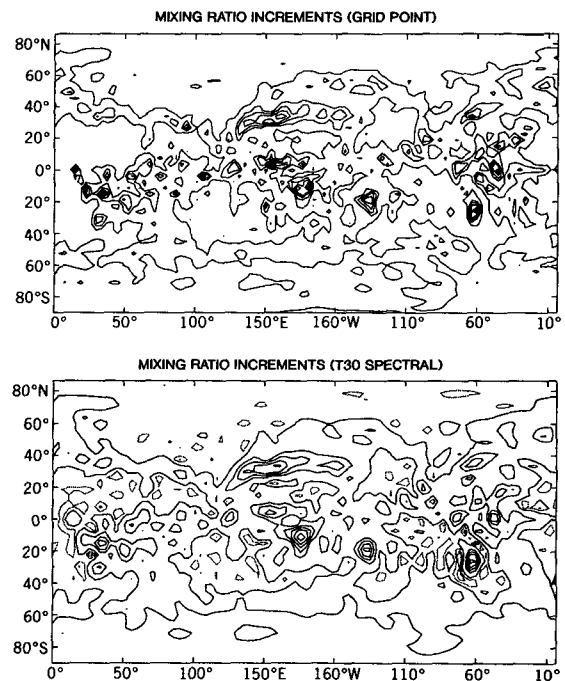 MIXING RATIO INCREMENTS (GRID POINT)
80°N
60°
40°
20°
0°
20°
40°
60°
80°S
0° 50° 100° 150°E 160°W 110° 60° 10°
MIXING RATIO INCREMENTS (T30 SPECTRAL)
80°N
60°
40°
20°
0°
20°
40°
60°
80°S
0° 50° 100° 150°E 160°W 110° 60° 10°